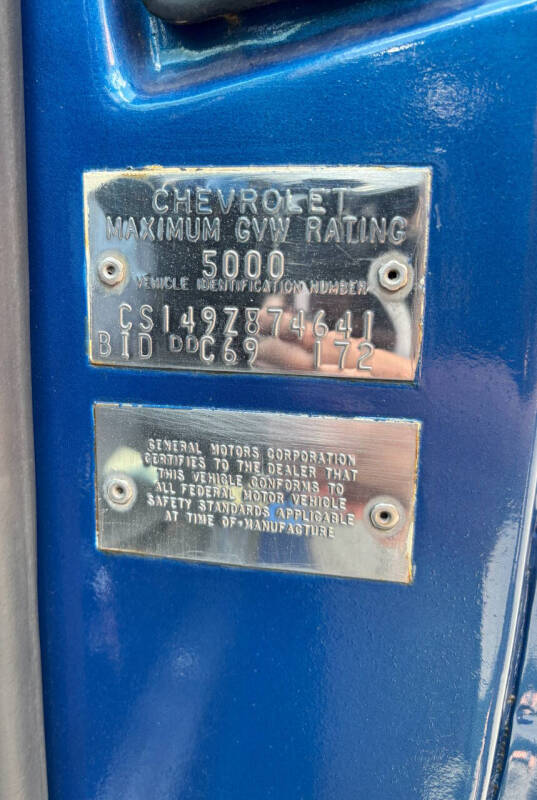 CHEVROLET
MAXIMUM GVW RATING
5000
VEHICLE IDENTIFICATION NUMBER
CS149Z874641
BID DD C69 172
GENERAL MOTORS CORPORATION
CERTIFIES TO THE DEALER THAT
THIS VEHICLE CONFORMS TO
ALL FEDERAL MOTOR VEHICLE
SAFETY STANDARDS APPLICABLE
AT TIME OF MANUFACTURE